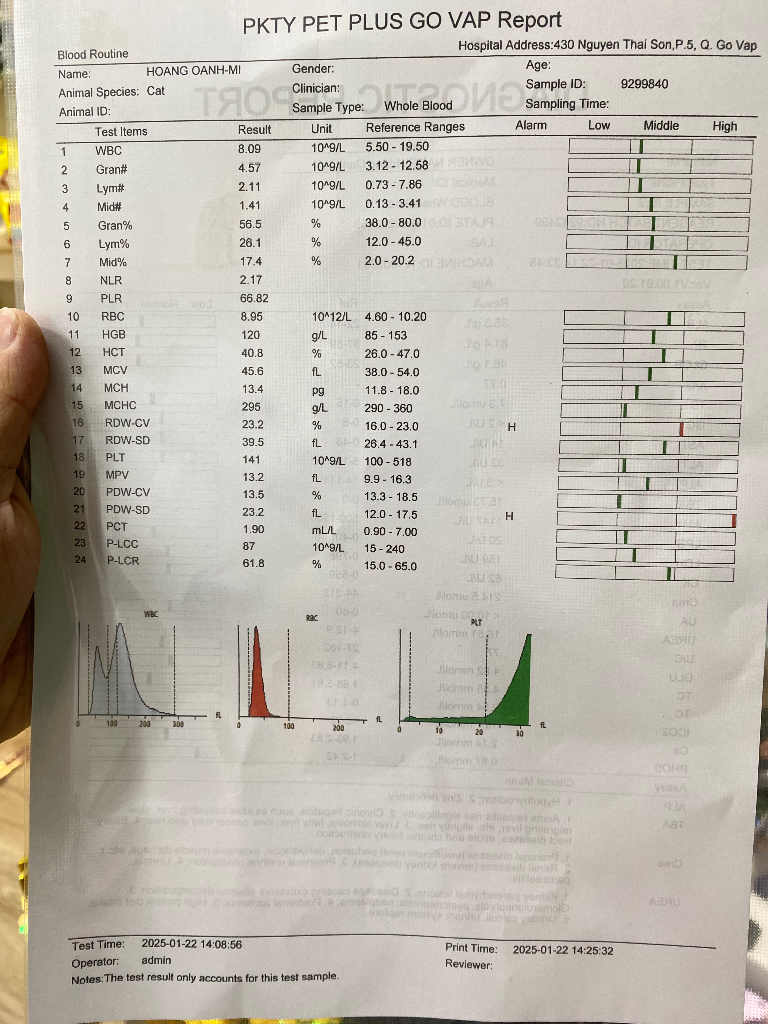 PKTY PET PLUS GO VAP Report
Blood Routine Hospital Address:430 Nguyen Thai Son,P.5, Q. Go Vap
Name: HOANG OANH-MI Gender: Age:
Animal Species: Cat Clinician: Sample ID: 9299840
Animal ID: Sample Type: Whole Blood Sampling Time:
Test Items Result Unit Reference Ranges Alarm Low Middle High
1 WBC 8.09 10^9/L 5.50 - 19.50
2 Gran# 4.57 10^9/L 3.12 - 12.58
3 Lym# 2.11 10^9/L 0.73 - 7.86
4 Mid# 1.41 10^9/L 0.13 - 3.41
5 Gran% 56.5 % 38.0 - 80.0
6 Lym% 26.1 % 12.0 - 45.0
7 Mid% 17.4 % 2.0 - 20.2
8 NLR 2.17
9 PLR 66.82
10 RBC 8.95 10^12/L 4.60 - 10.20
11 HGB 120 g/L 85 - 153
12 HCT 40.8 % 26.0 - 47.0
13 MCV 45.6 fL 38.0 - 54.0
14 MCH 13.4 pg 11.8 - 18.0
15 MCHC 295 g/L 290 - 360
16 RDW-CV 23.2 % 16.0 - 23.0 H
17 RDW-SD 39.5 fL 26.4 - 43.1
18 PLT 141 10^9/L 100 - 518
19 MPV 13.2 fL 9.9 - 16.3
20 PDW-CV 13.5 % 13.3 - 18.5
21 PDW-SD 23.2 fL 12.0 - 17.5 H
22 PCT 1.90 mL/L 0.90 - 7.00
23 P-LCC 87 10^9/L 15 - 240
24 P-LCR 61.8 % 15.0 - 65.0
WBC RBC PLT
0 100 200 300 fL 0 100 200 fL 0 10 20 30 fL
Test Time: 2025-01-22 14:08:56 Print Time: 2025-01-22 14:25:32
Operator: admin Reviewer:
Notes:The test result only accounts for this test sample.